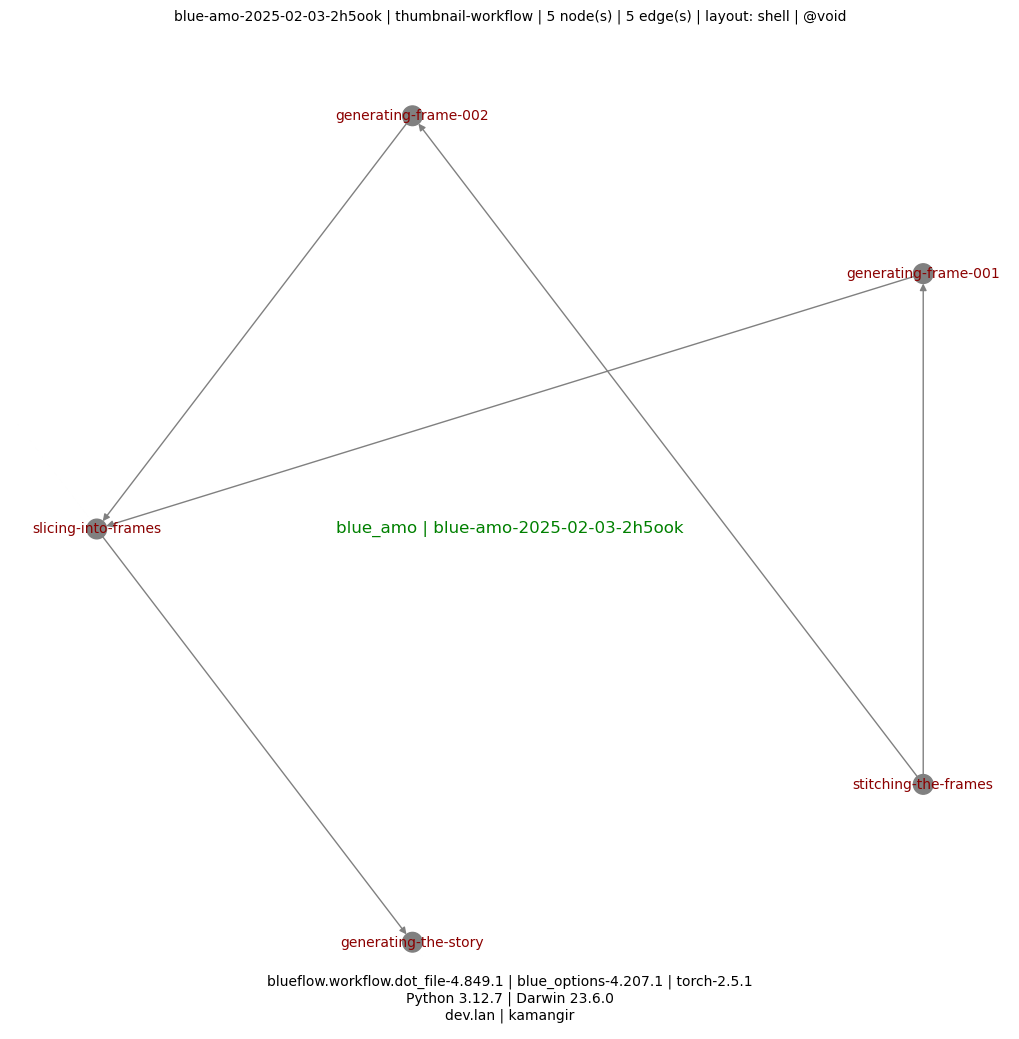 blue-amo-2025-02-03-2h5ook | thumbnail-workflow | 5 node(s) | 5 edge(s) | layout: shell | @void
generating-frame-002
generating-frame-001
slicing-into-frames
blue_amo | blue-amo-2025-02-03-2h5ook
stitching-the-frames
generating-the-story
blueflow.workflow.dot_file-4.849.1 | blue_options-4.207.1 | torch-2.5.1
Python 3.12.7 | Darwin 23.6.0
dev.lan | kamangir